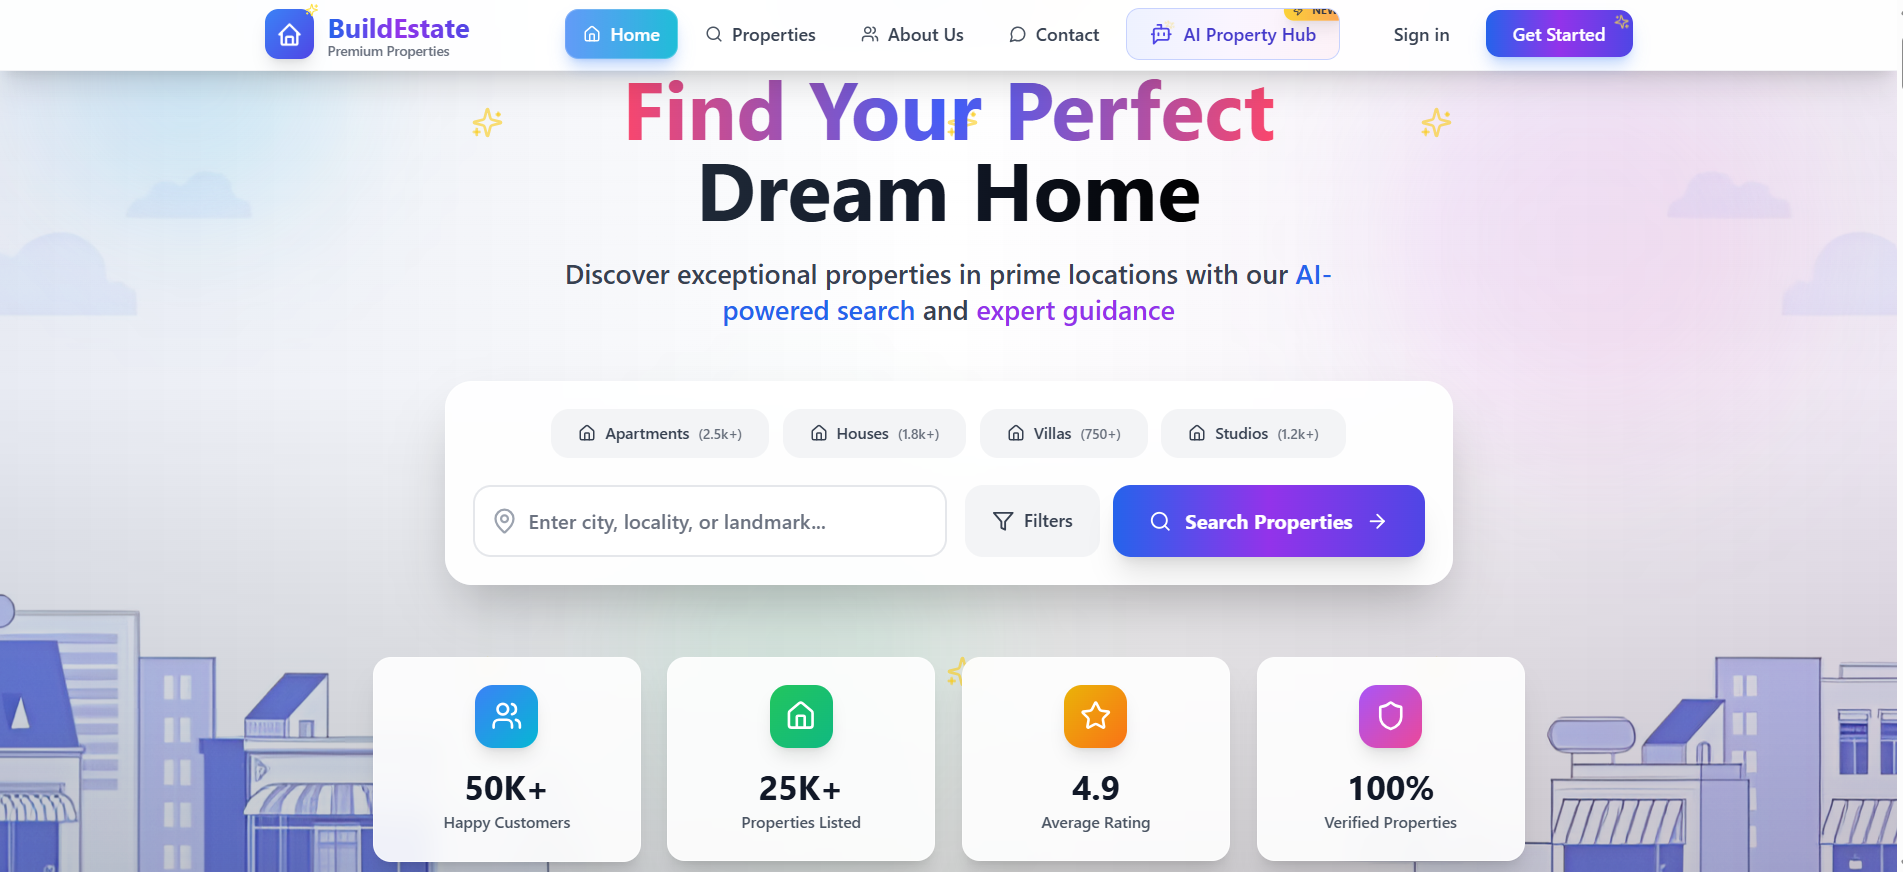 BuildEstate
Premium Properties
Home
Properties
About Us
Contact
AI Property Hub
NEW
Sign in
Get Started
Find Your Perfect
Dream Home
Discover exceptional properties in prime locations with our AI-
powered search and expert guidance
Apartments (2.5k+)
Houses (1.8k+)
Villas (750+)
Studios (1.2k+)
Enter city, locality, or landmark...
Filters
Search Properties
50K+
Happy Customers
25K+
Properties Listed
4.9
Average Rating
100%
Verified Properties